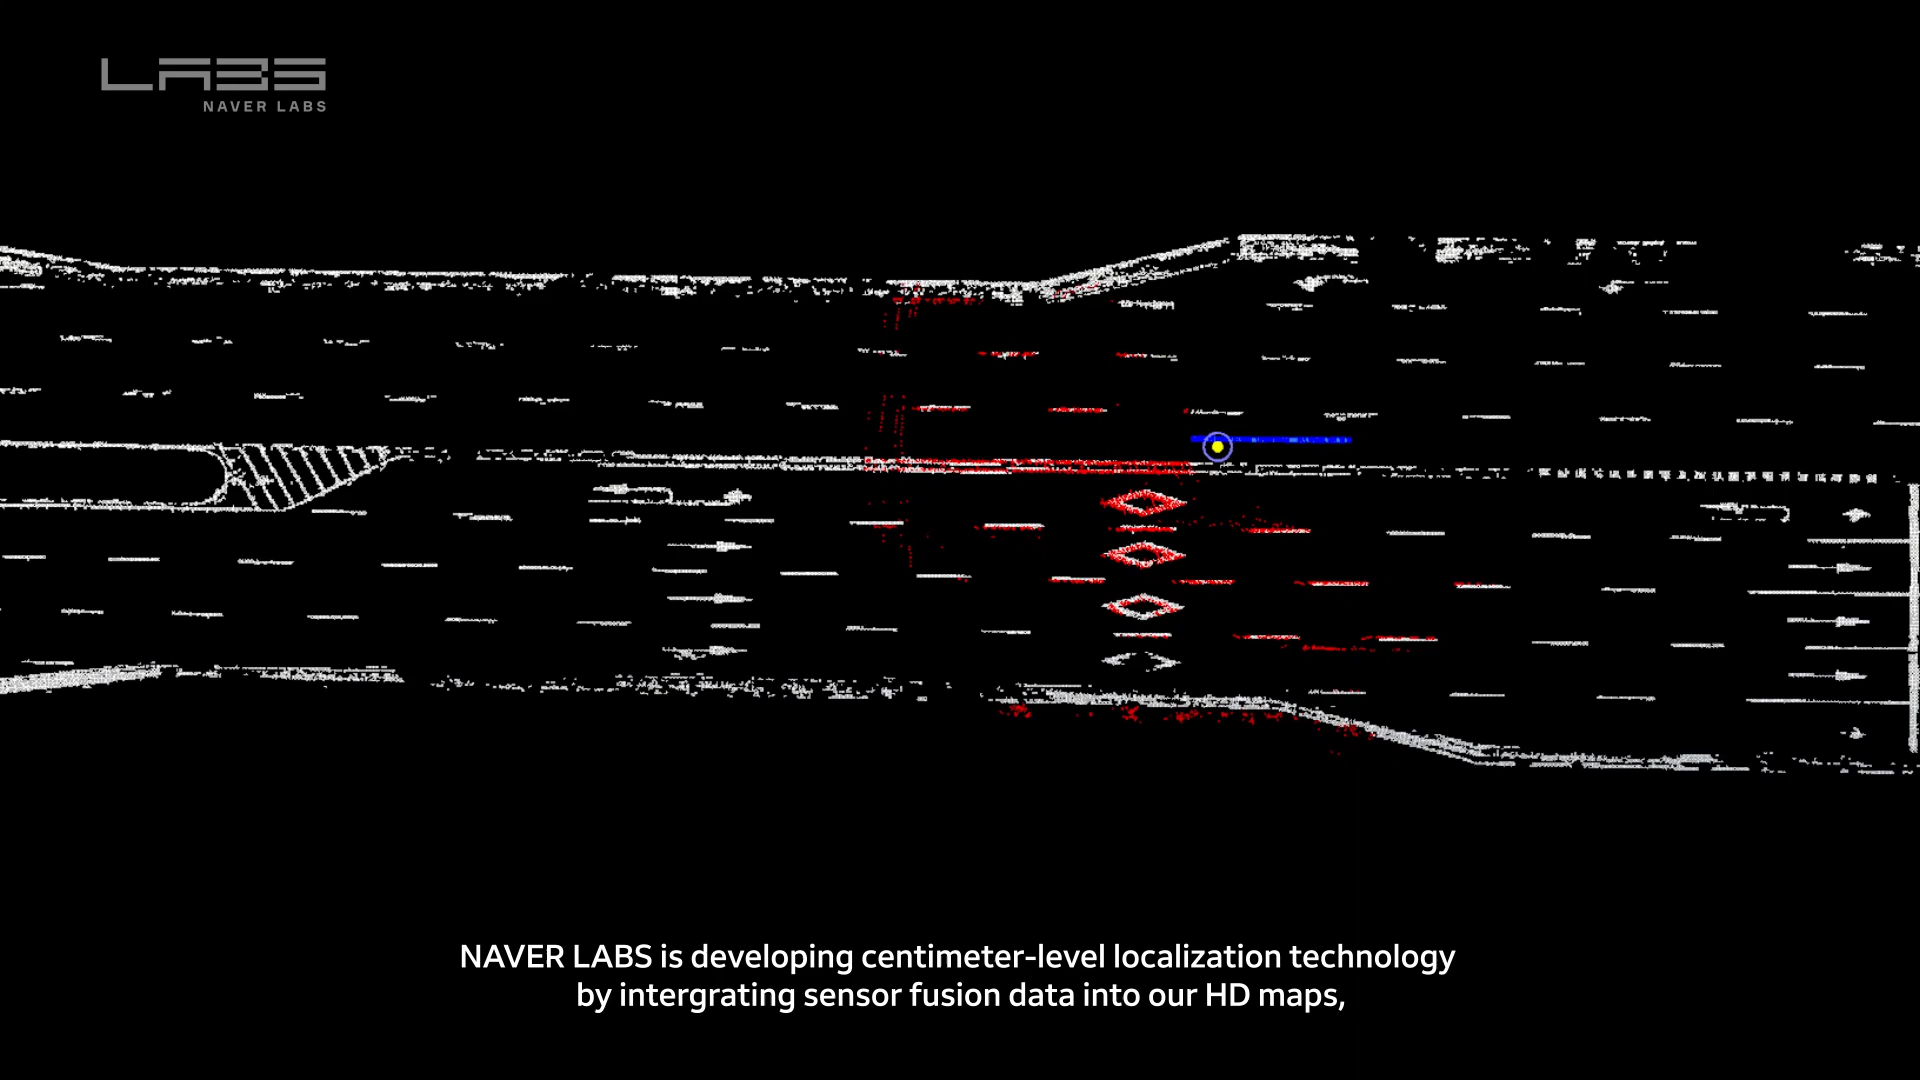 LABS
NAVER LABS
NAVER LABS is developing centimeter-level localization technology
by intergrating sensor fusion data into our HD maps,